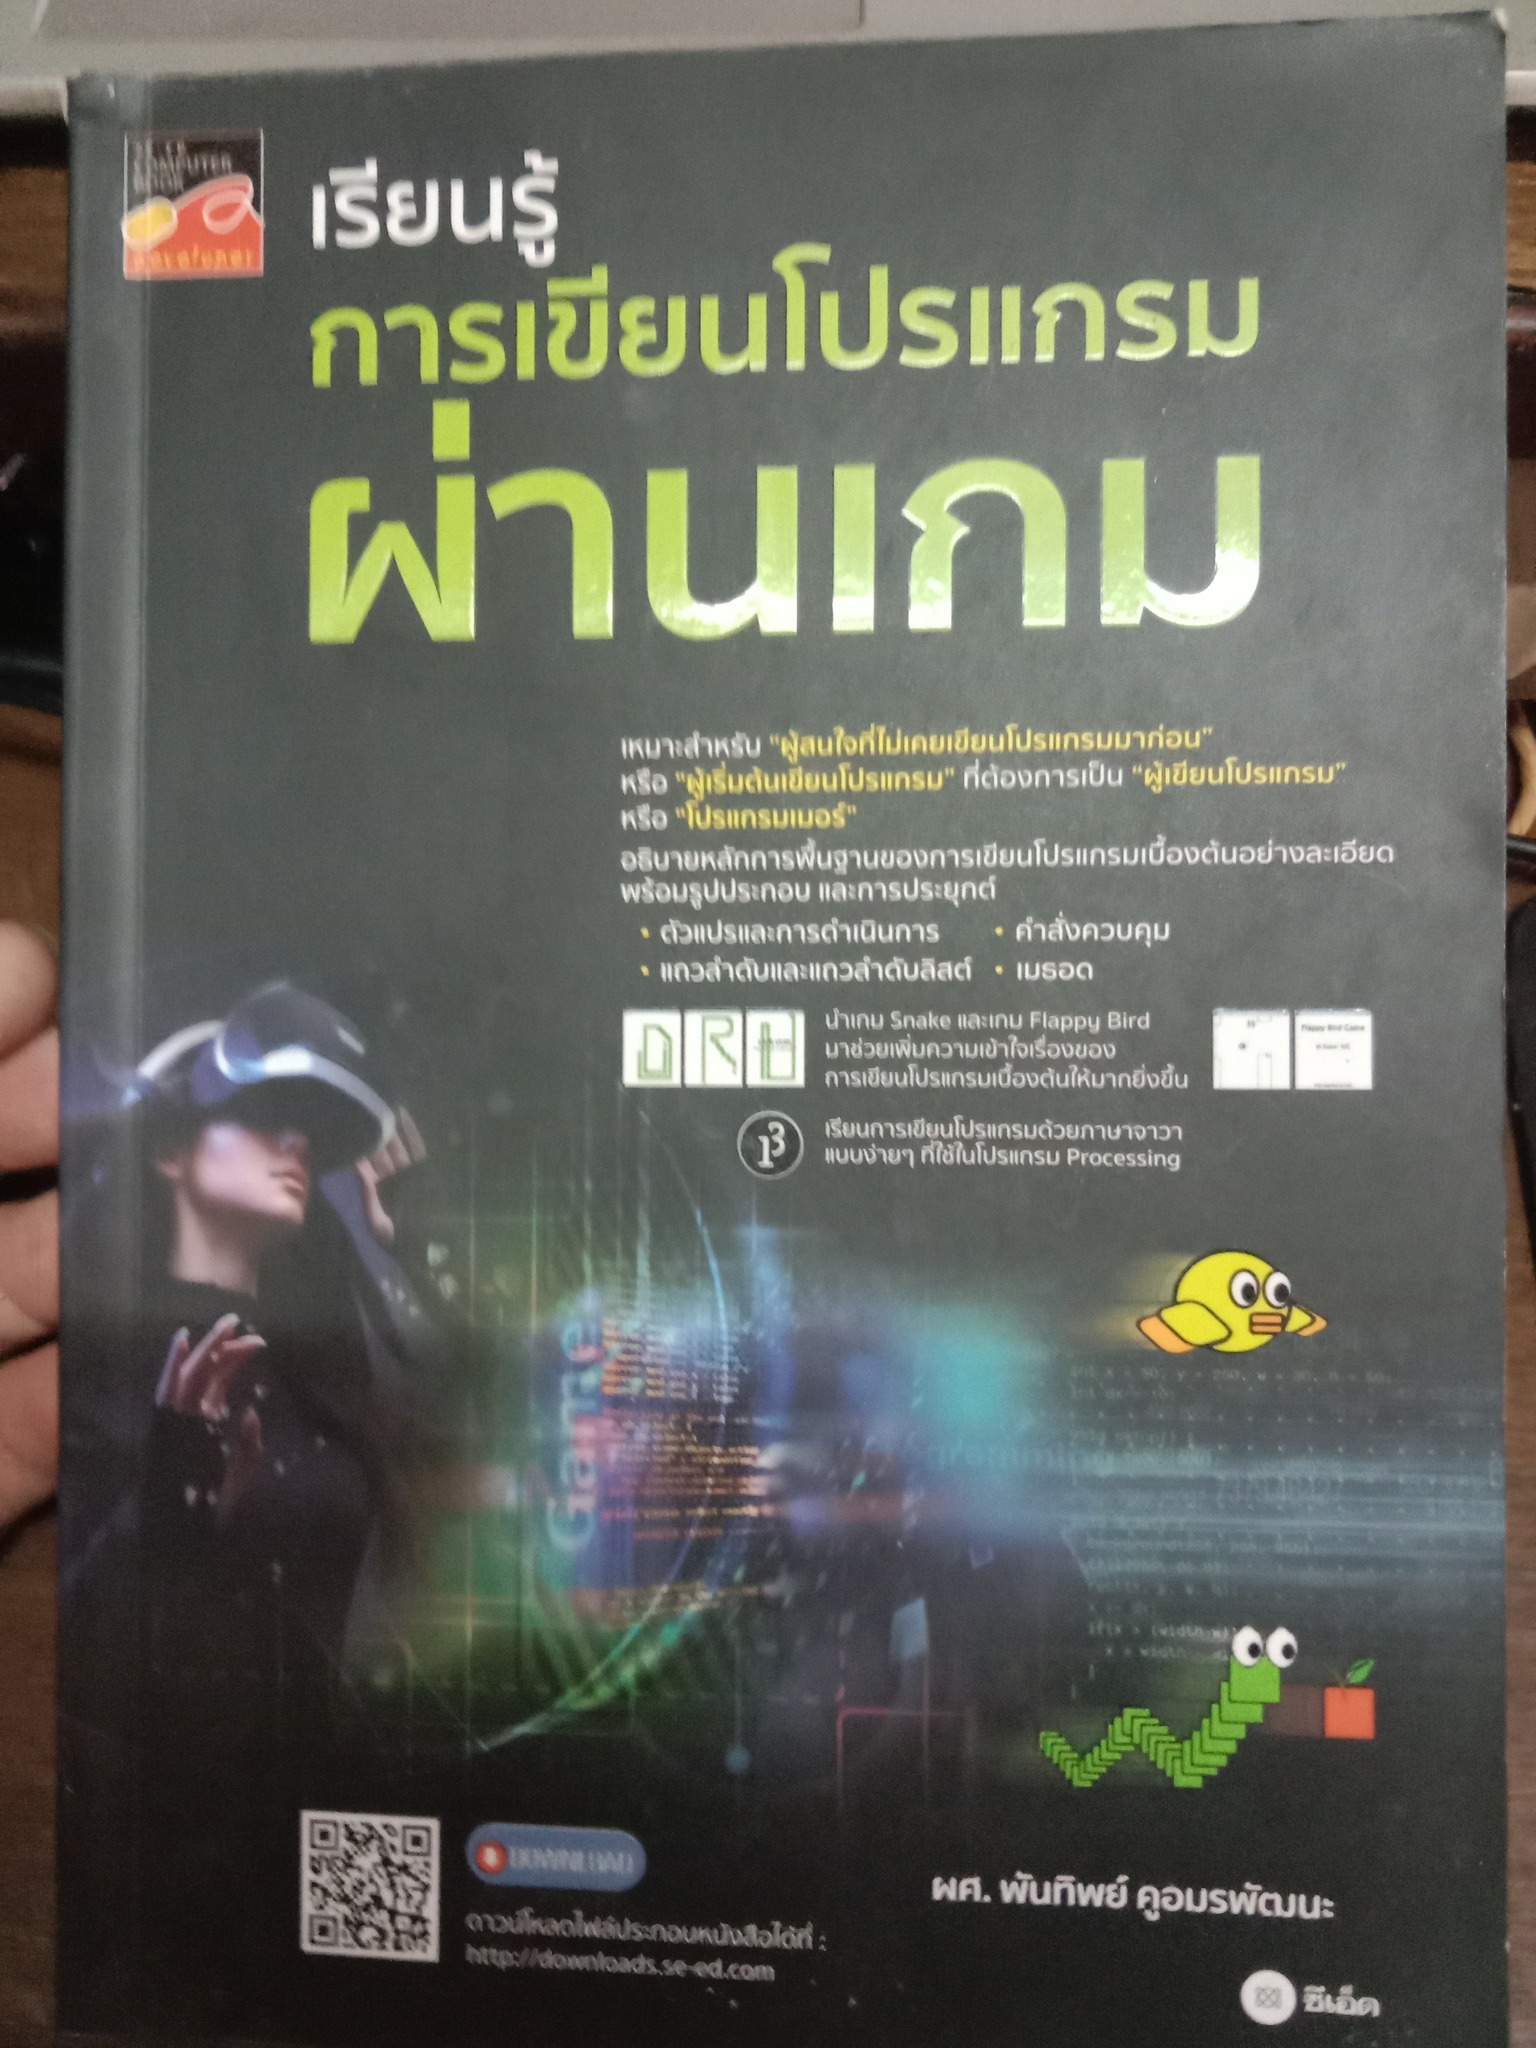 SE-ED
COMPUTER
BOOK
เรียนรู้
การเขียนโปรแกรม
ผ่านเกม
เหมาะสำหรับ "ผู้สนใจที่ไม่เคยเขียนโปรแกรมมาก่อน"
หรือ "ผู้เริ่มต้นเขียนโปรแกรม" ที่ต้องการเป็น "ผู้เขียนโปรแกรม"
หรือ "โปรแกรมเมอร์"
อธิบายหลักการพื้นฐานของการเขียนโปรแกรมเบื้องต้นอย่างละเอียด
พร้อมรูปประกอบ และการประยุกต์
• ตัวแปรและการดำเนินการ • คำสั่งควบคุม
• แถวลำดับและแถวลำดับลิสต์ • เมธอด
นำเกม Snake และเกม Flappy Bird
มาช่วยเพิ่มความเข้าใจเรื่องของ
การเขียนโปรแกรมเบื้องต้นให้มากยิ่งขึ้น
Flappy Bird Game
เรียนการเขียนโปรแกรมด้วยภาษาจาวา
แบบง่ายๆ ที่ใช้ในโปรแกรม Processing
Game
if(x > (width-w)
DOWNLOAD
ดาวน์โหลดไฟล์ประกอบหนังสือได้ที่ :
http://downloads.se-ed.com
ผศ. พันทิพย์ คูอมรพัฒนะ
ซีเอ็ด